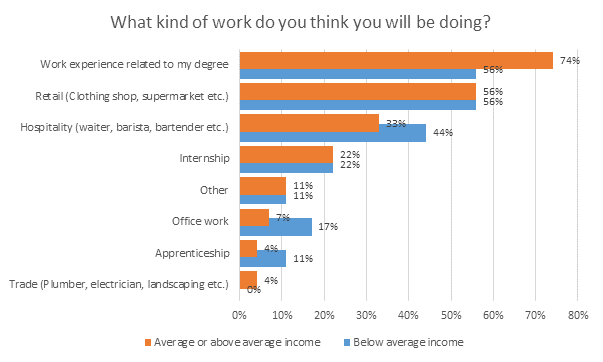 What kind of work do you think you will be doing?
Work experience related to my degree
74%
56%
Retail (Clothing shop, supermarket etc.)
56%
56%
Hospitality (waiter, barista, bartender etc.)
33%
44%
Internship
22%
22%
Other
11%
11%
Office work
7%
17%
Apprenticeship
4%
11%
Trade (Plumber, electrician, landscaping etc.)
4%
0%
0% 10% 20% 30% 40% 50% 60% 70% 80%
Average or above average income Below average income